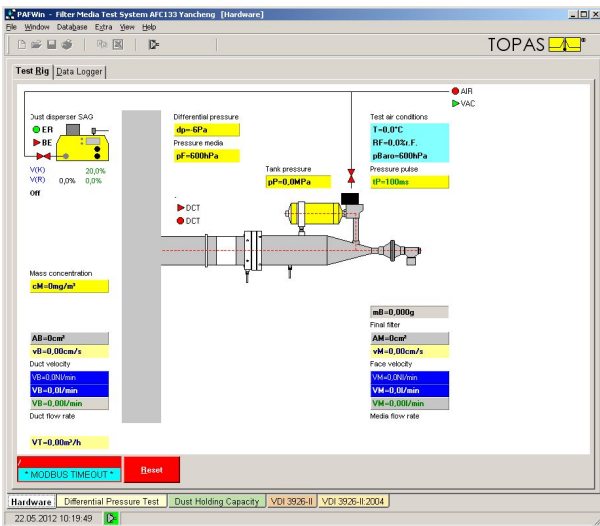 PAFWin - Filter Media Test System AFC133 Yancheng [Hardware]
File Window Database Extra View Help
TOPAS
Test Rig Data Logger
AIR
VAC
Dust disperser SAG
ER
BE
V(K) 20,0%
V(R) 0,0% 0,0%
Off
Differential pressure
dp=-6Pa
Pressure media
pF=600hPa
Tank pressure
pP=0,0MPa
Test air conditions
T=0,0°C
RF=0,0%r.F.
pBaro=600hPa
Pressure pulse
tP=100ms
DCT
DCT
Mass concentration
cM=0mg/m³
mB=0,000g
Final filter
AB=0cm²
vB=0,00cm/s
Duct velocity
VB=0,0Nl/min
VB=0,0l/min
VB=0,00l/min
Duct flow rate
VT=0,00m³/h
AM=0cm²
vM=0,00cm/s
Face velocity
VM=0,0Nl/min
VM=0,0l/min
VM=0,00l/min
Media flow rate
/
* MODBUS TIMEOUT *
Reset
Hardware Differential Pressure Test Dust Holding Capacity VDI 3926-II VDI 3926-II:2004
22.05.2012 10:19:49